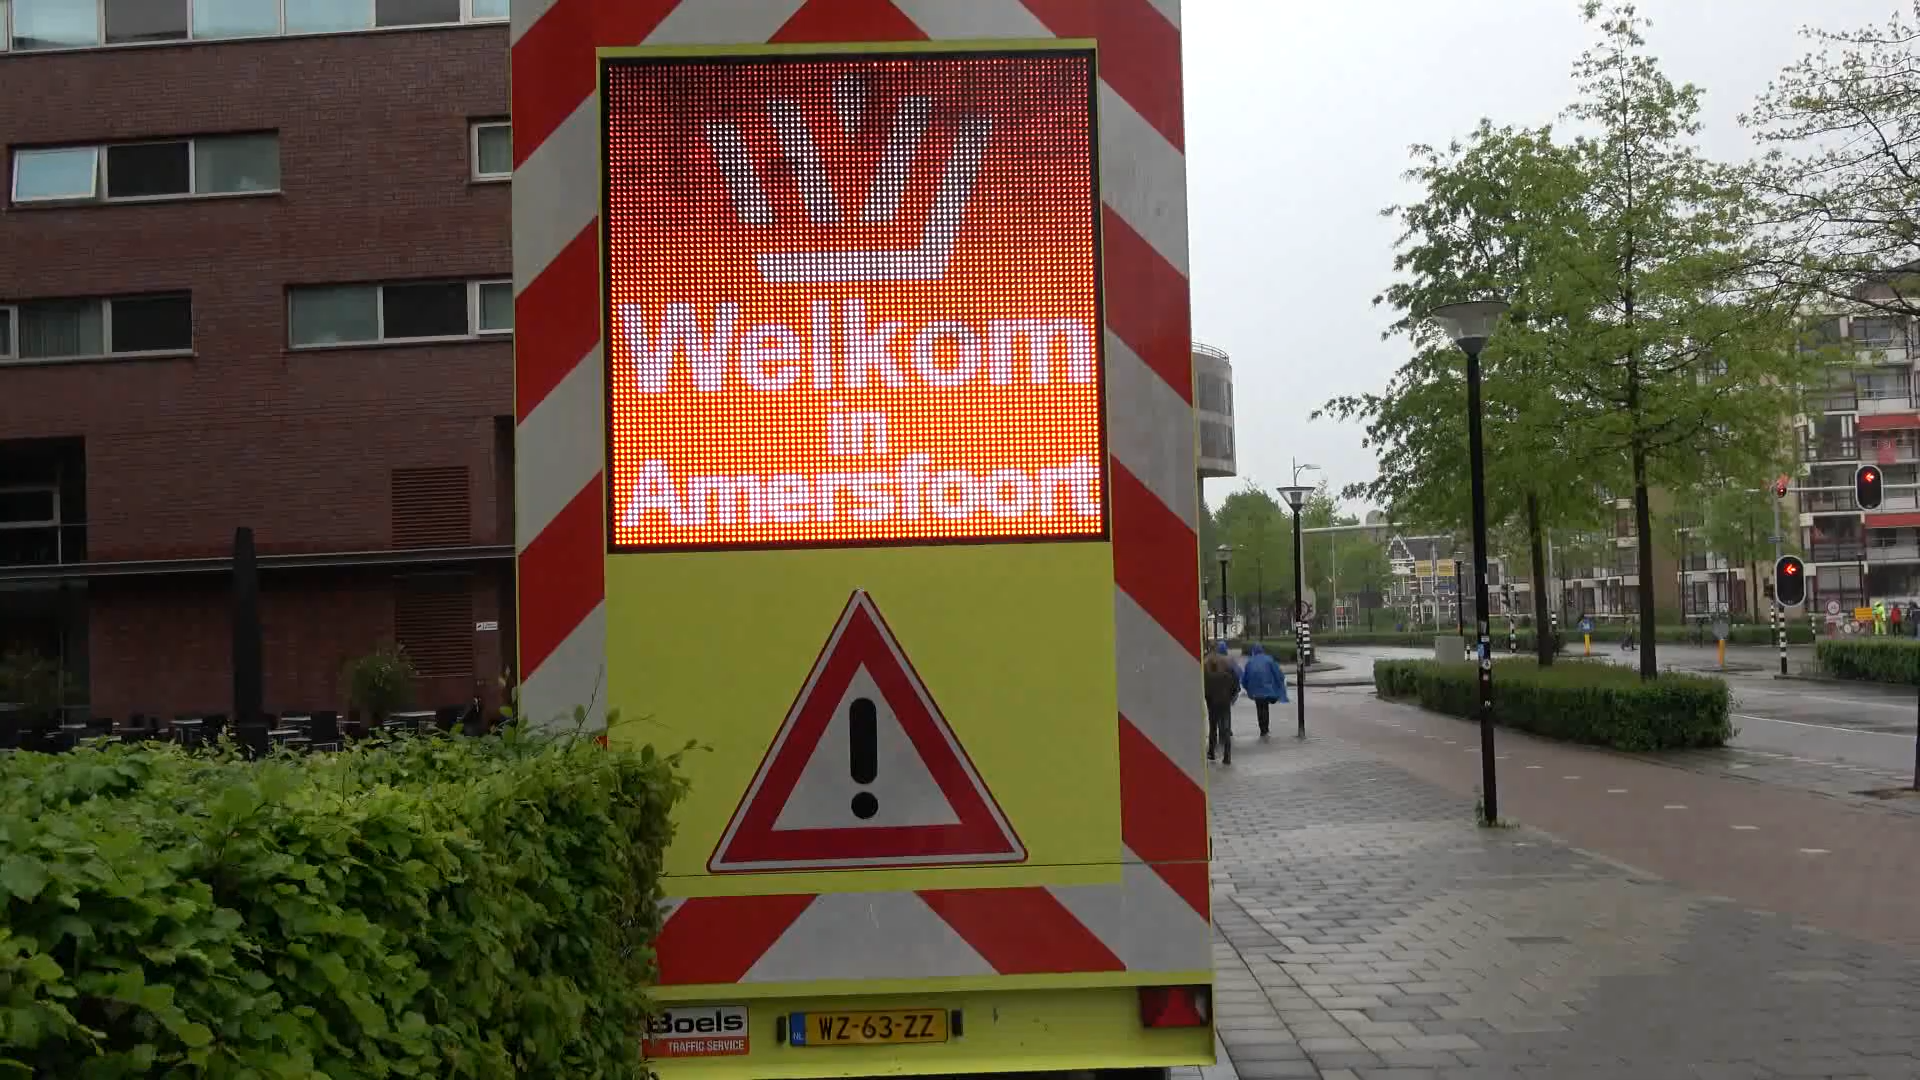 Welkom
in
Amersfoort
Boels
TRAFFIC SERVICE
NL
WZ-63-ZZ